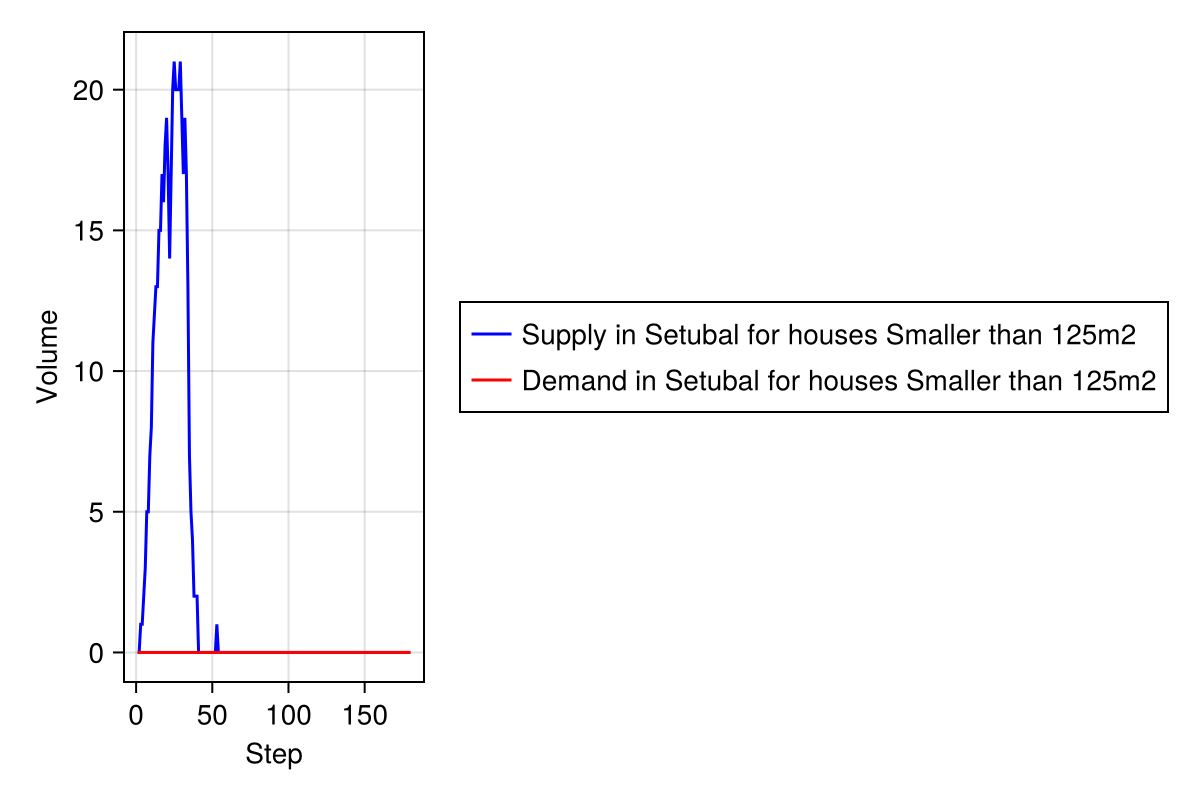 20
15
10
5
0
Volume
0 50 100 150
Step
Supply in Setubal for houses Smaller than 125m2
Demand in Setubal for houses Smaller than 125m2